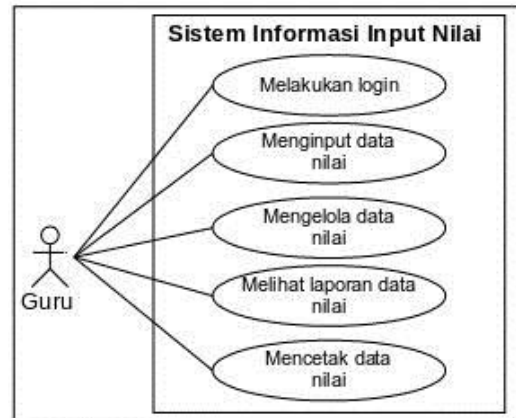 Sistem Informasi Input Nilai
Melakukan login
Menginput data
nilai
Mengelola data
nilai
Melihat laporan data
nilai
Mencetak data
nilai
Guru